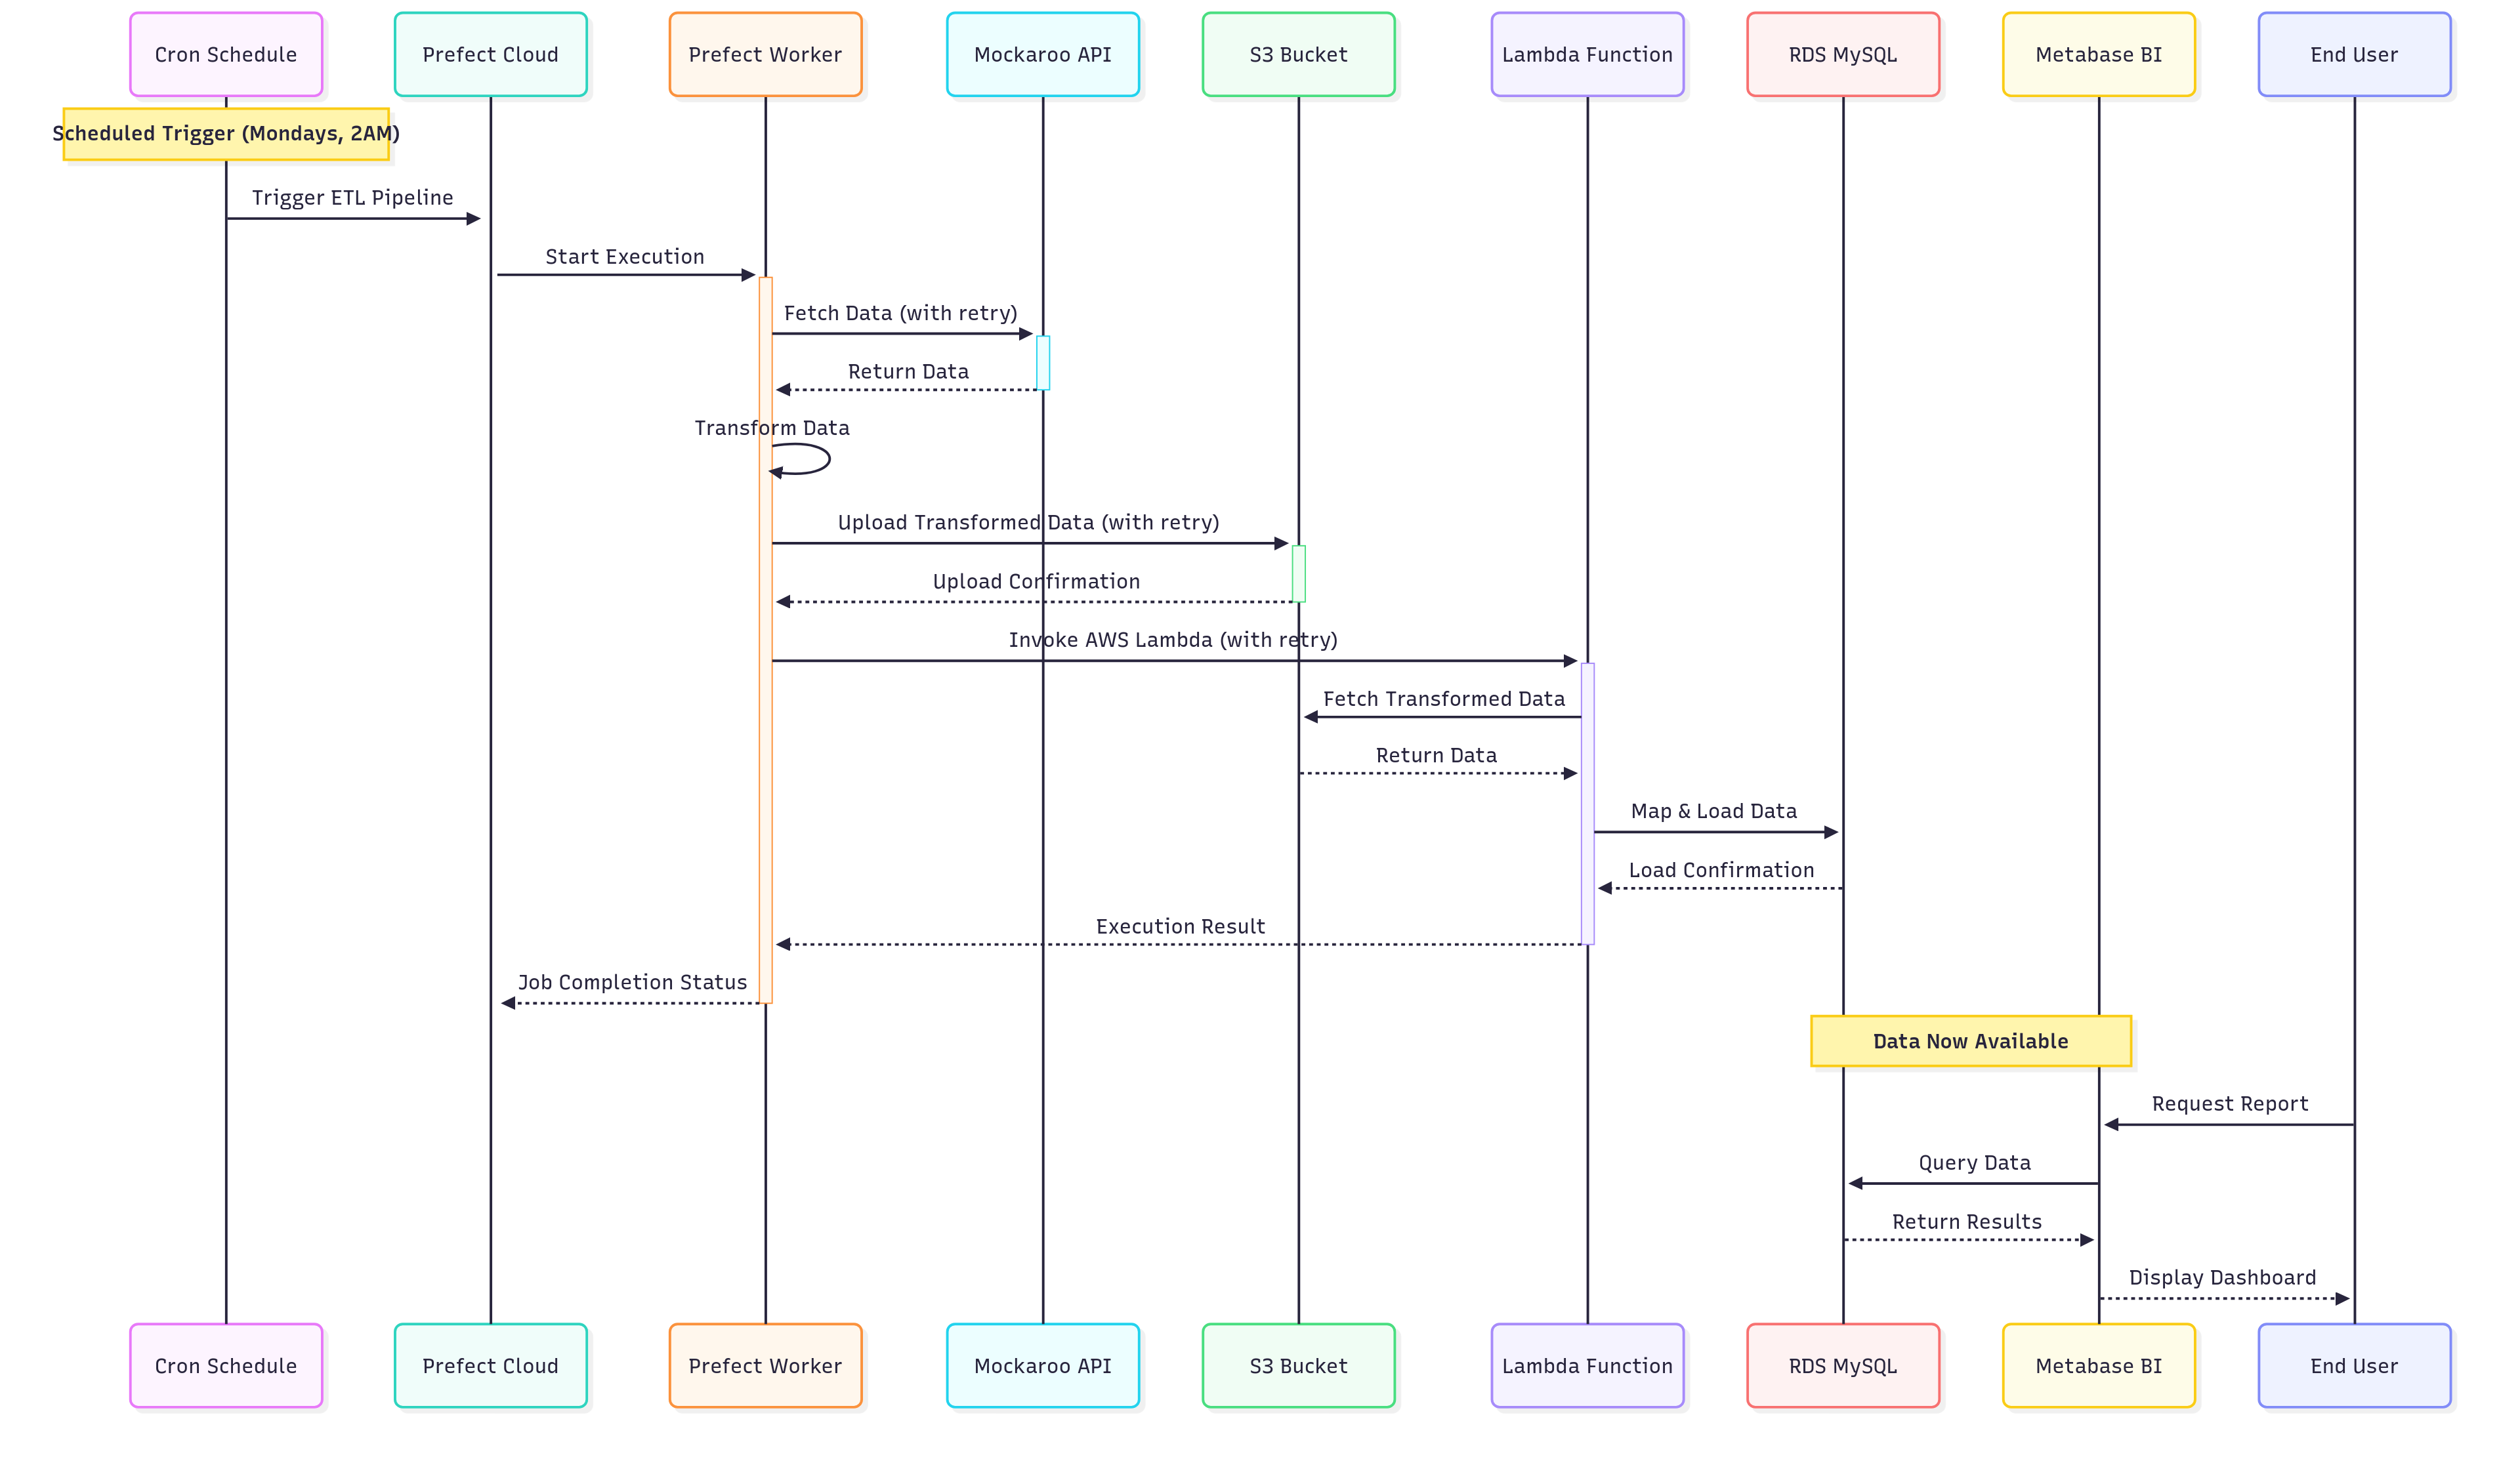 Cron Schedule
Prefect Cloud
Prefect Worker
Mockaroo API
S3 Bucket
Lambda Function
RDS MySQL
Metabase BI
End User
Scheduled Trigger (Mondays, 2AM)
Trigger ETL Pipeline
Start Execution
Fetch Data (with retry)
Return Data
Transform Data
Upload Transformed Data (with retry)
Upload Confirmation
Invoke AWS Lambda (with retry)
Fetch Transformed Data
Return Data
Map & Load Data
Load Confirmation
Execution Result
Job Completion Status
Data Now Available
Request Report
Query Data
Return Results
Display Dashboard
Cron Schedule
Prefect Cloud
Prefect Worker
Mockaroo API
S3 Bucket
Lambda Function
RDS MySQL
Metabase BI
End User